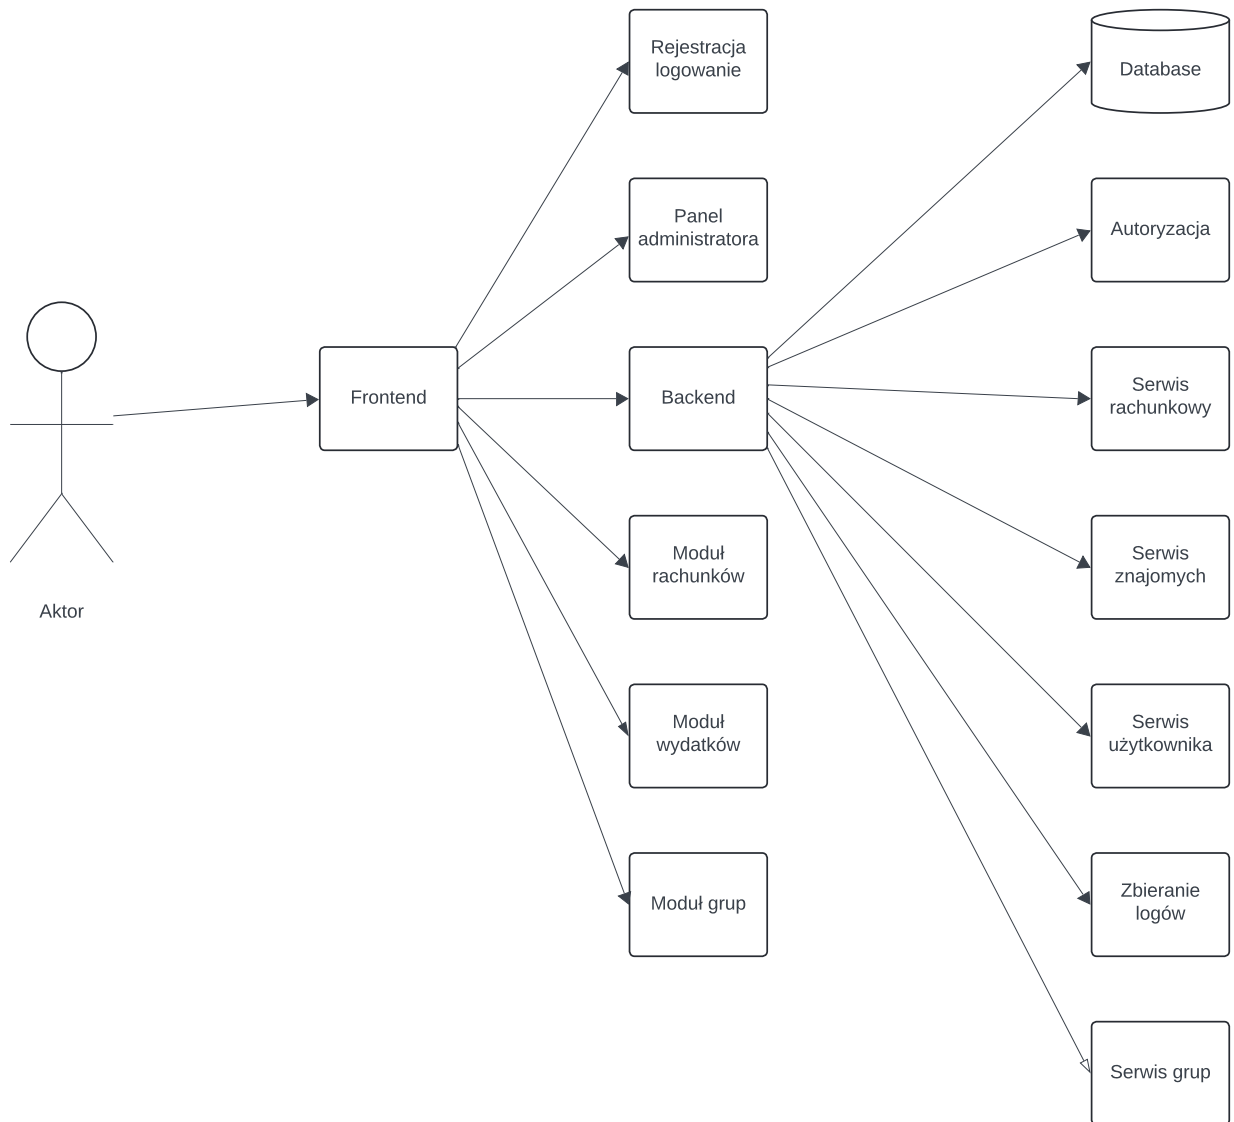 Rejestracja
logowanie
Database
Panel
administratora
Autoryzacja
Frontend
Backend
Serwis
rachunkowy
Moduł
rachunków
Serwis
znajomych
Aktor
Moduł
wydatków
Serwis
użytkownika
Moduł grup
Zbieranie
logów
Serwis grup